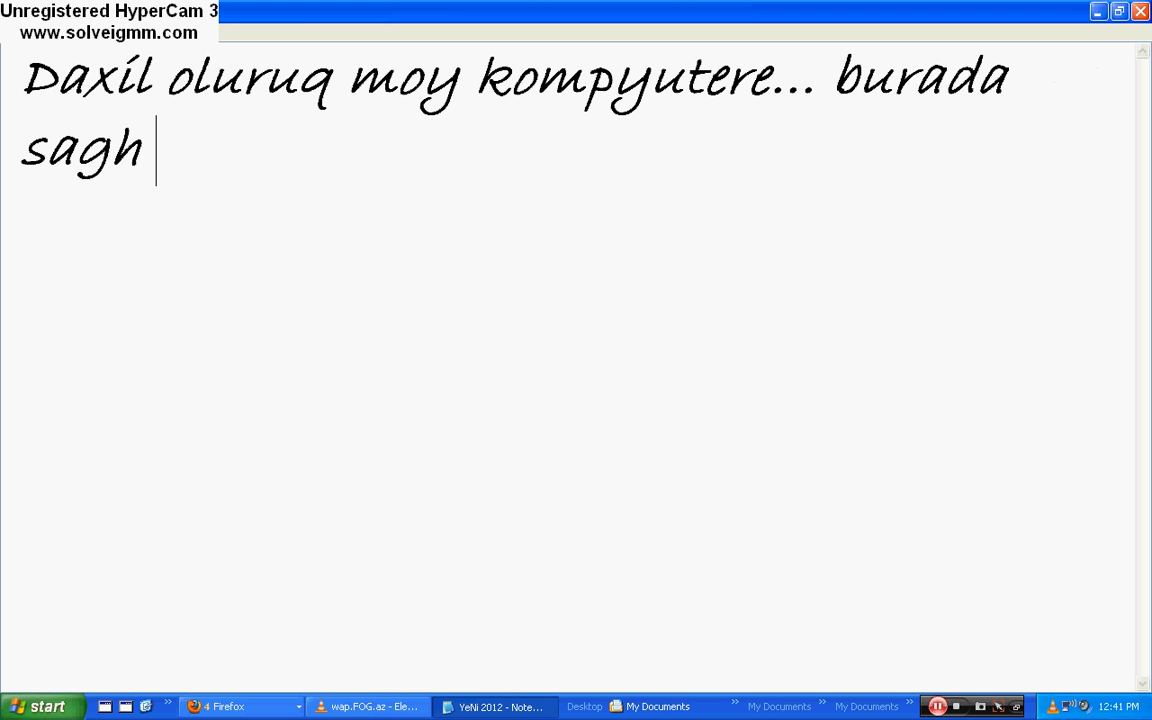 Unregistered HyperCam 3
www.solveigmm.com
Daxil oluruq moy kompyutere... burada
sagh
start
4 Firefox
wap.FOG.az - Ele...
YeNi 2012 - Note...
Desktop
My Documents
My Documents
My Documents
12:41 PM